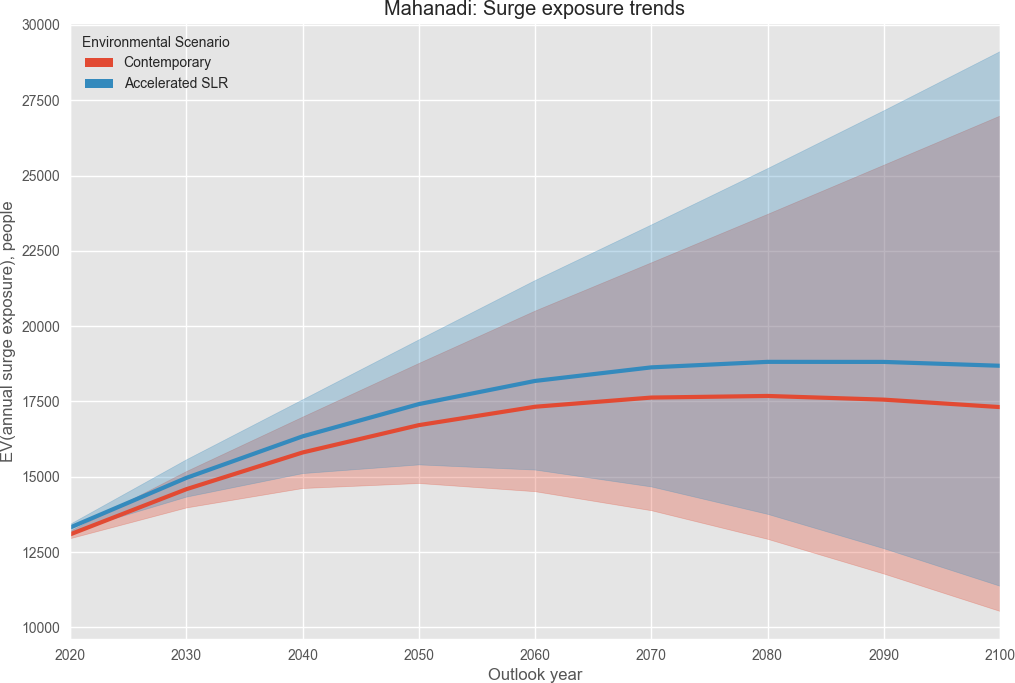 Mahanadi: Surge exposure trends
30000
27500
25000
22500
20000
17500
15000
12500
10000
EV(annual surge exposure), people
Environmental Scenario
Contemporary
Accelerated SLR
2020 2030 2040 2050 2060 2070 2080 2090 2100
Outlook year